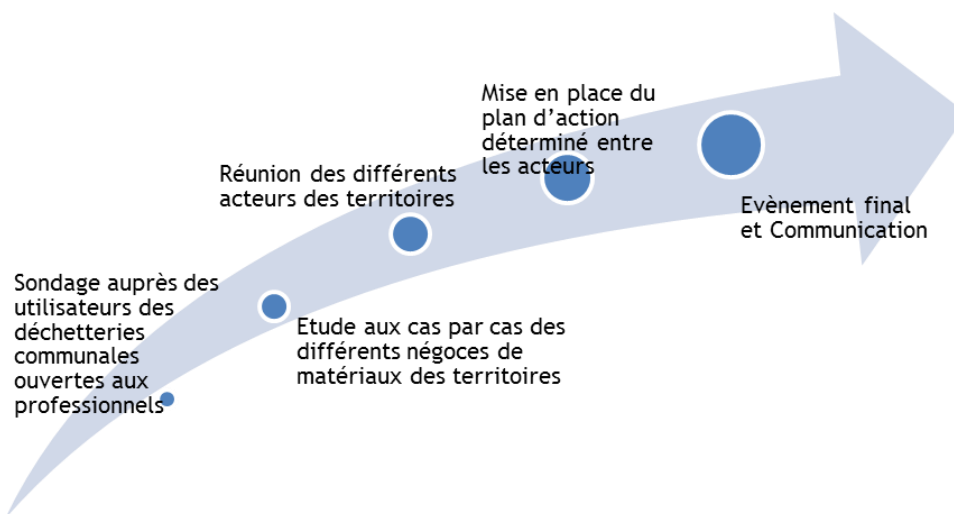 Sondage auprès des
utilisateurs des
déchetteries
communales
ouvertes aux
professionnels
Etude aux cas par cas des
différents négoces de
matériaux des territoires
Réunion des différents
acteurs des territoires
Mise en place du
plan d’action
déterminé entre
les acteurs
Evènement final
et Communication